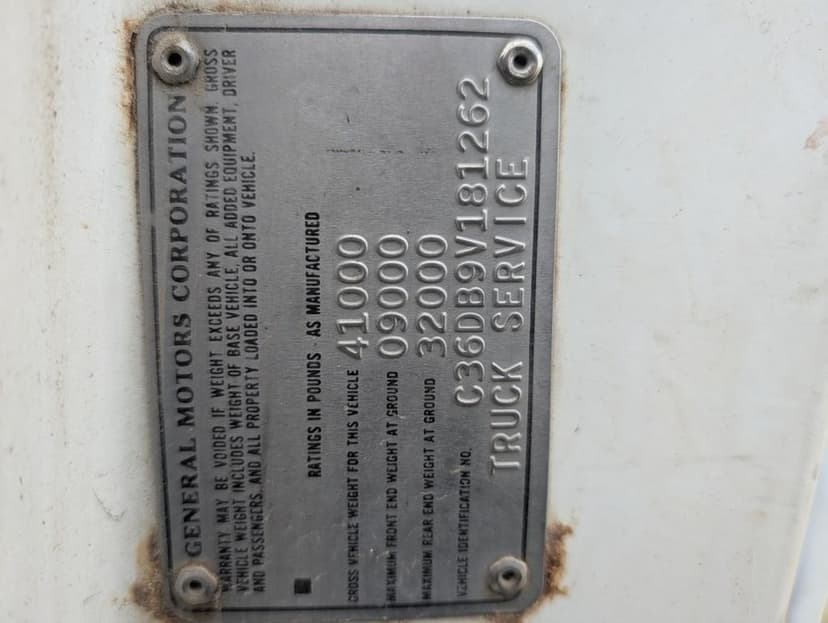 GENERAL MOTORS CORPORATION
WARRANTY MAY BE VOIDED IF WEIGHT EXCEEDS ANY OF RATINGS SHOWN. GROSS
VEHICLE WEIGHT INCLUDES WEIGHT OF BASE VEHICLE, ALL ADDED EQUIPMENT, DRIVER
AND PASSENGERS, AND ALL PROPERTY LOADED INTO OR ONTO VEHICLE.
RATINGS IN POUNDS - AS MANUFACTURED
GROSS VEHICLE WEIGHT FOR THIS VEHICLE 41000
MAXIMUM FRONT END WEIGHT AT GROUND 09000
MAXIMUM REAR END WEIGHT AT GROUND 32000
VEHICLE IDENTIFICATION NO. C36DB9V181262
TRUCK SERVICE